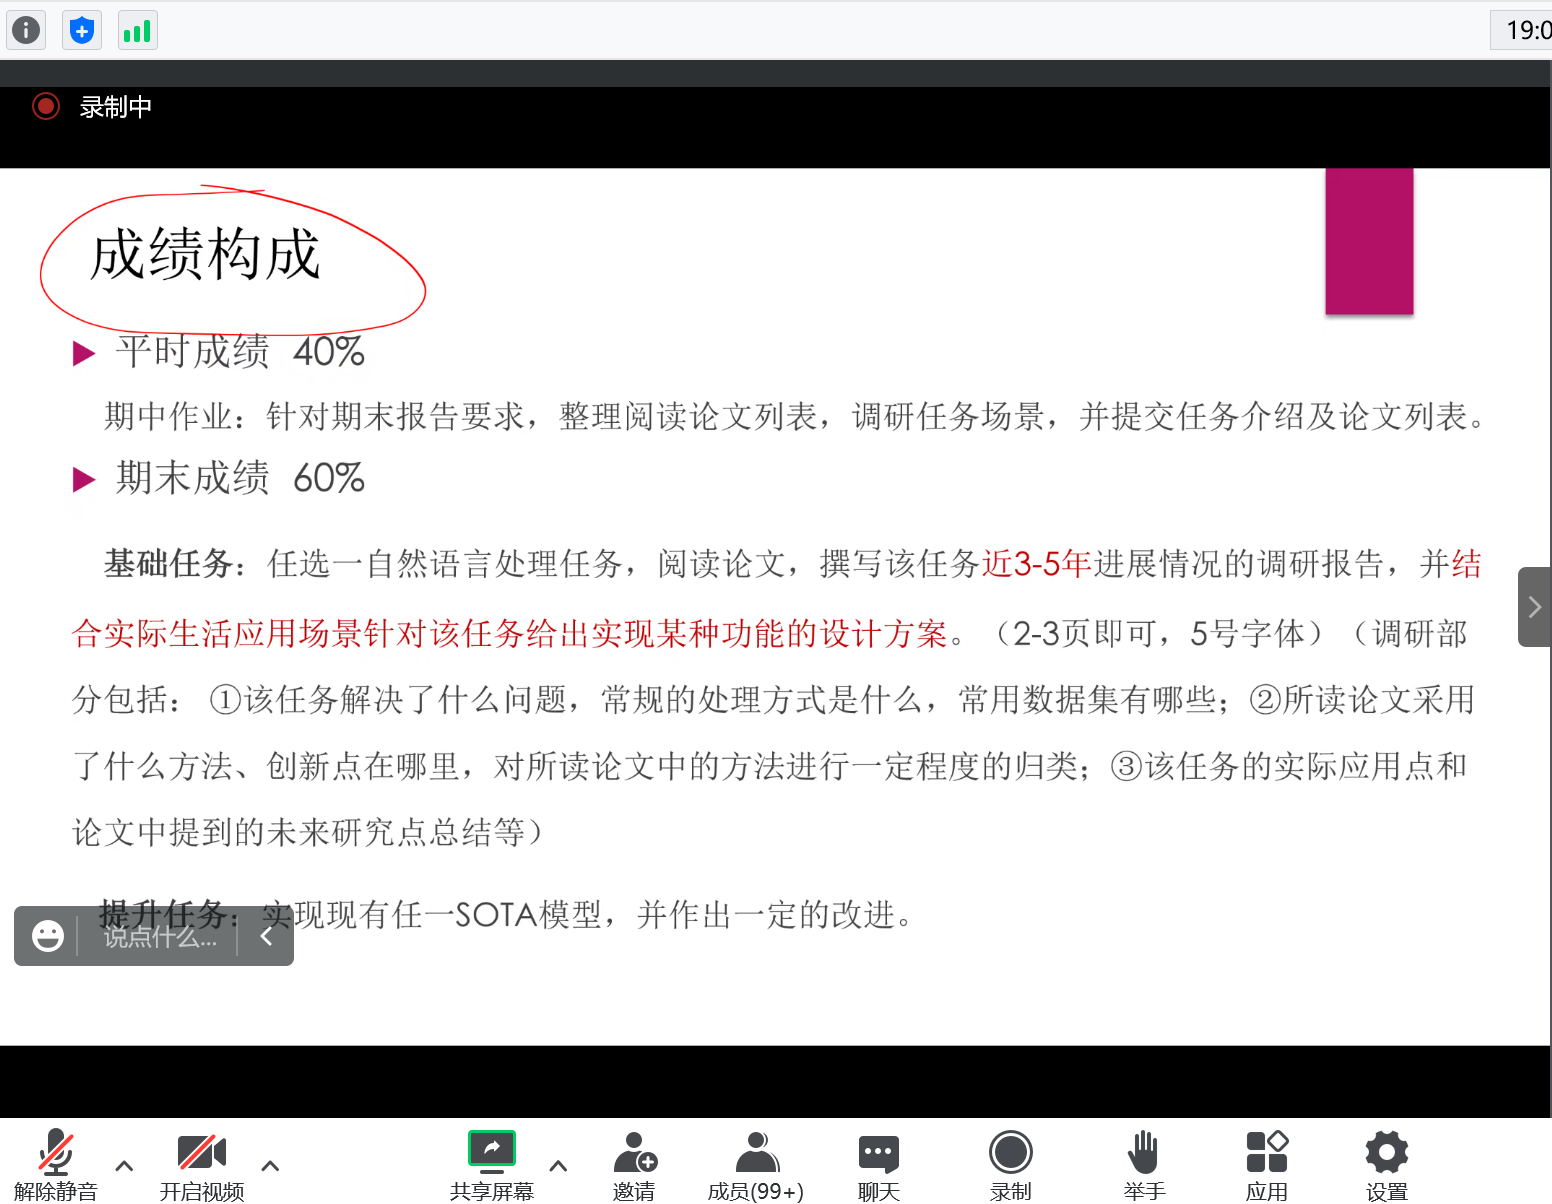 19:0
录制中
成绩构成
平时成绩 40%
期中作业：针对期末报告要求，整理阅读论文列表，调研任务场景，并提交任务介绍及论文列表。
期末成绩 60%
基础任务：任选一自然语言处理任务，阅读论文，撰写该任务近3-5年进展情况的调研报告，并结
合实际生活应用场景针对该任务给出实现某种功能的设计方案。（2-3页即可，5号字体）（调研部
分包括： ①该任务解决了什么问题，常规的处理方式是什么，常用数据集有哪些；②所读论文采用
了什么方法、创新点在哪里，对所读论文中的方法进行一定程度的归类；③该任务的实际应用点和
论文中提到的未来研究点总结等）
提升任务：实现现有任一SOTA模型，并作出一定的改进。
说点什么...
解除静音 开启视频 共享屏幕 邀请 成员(99+) 聊天 录制 举手 应用 设置